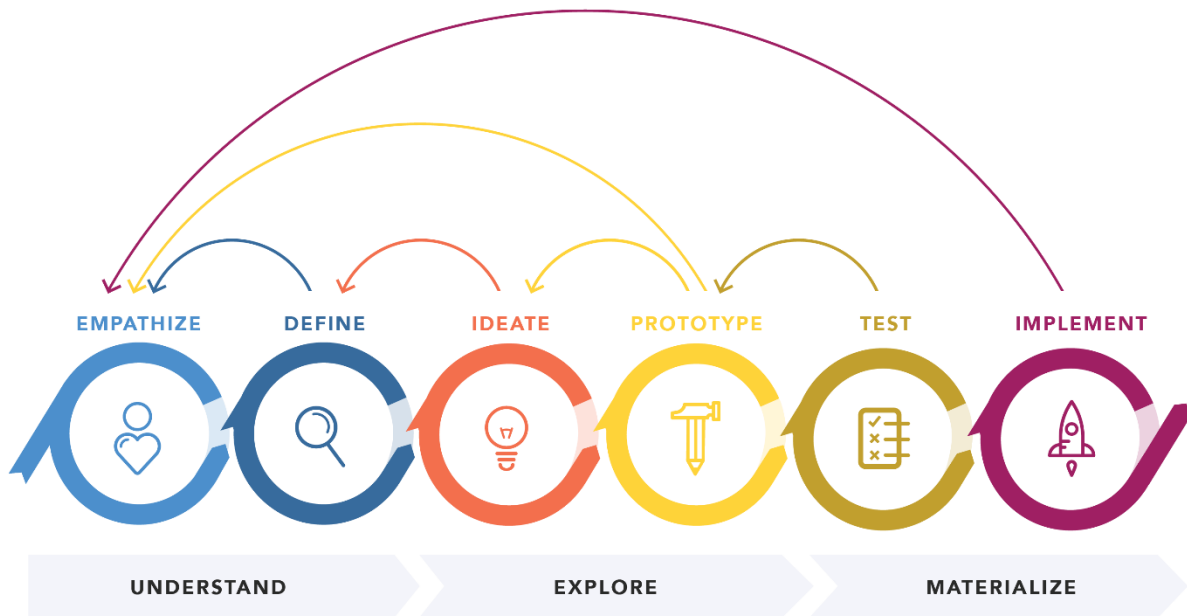 EMPATHIZE
DEFINE
IDEATE
PROTOTYPE
TEST
IMPLEMENT
UNDERSTAND
EXPLORE
MATERIALIZE